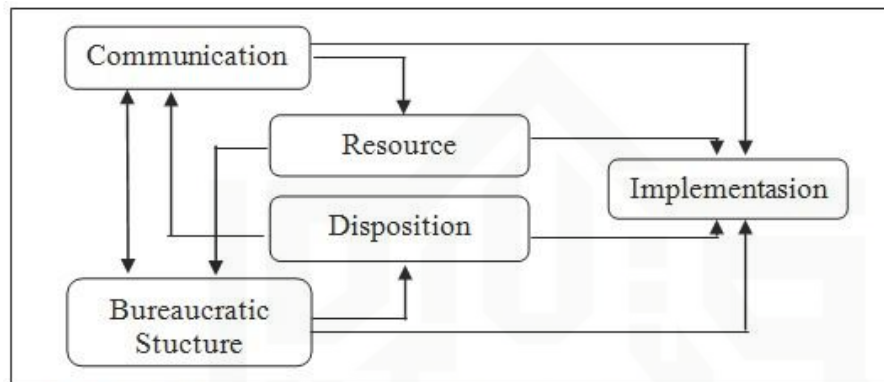 Communication
Resource
Implementasion
Disposition
Bureaucratic
Stucture